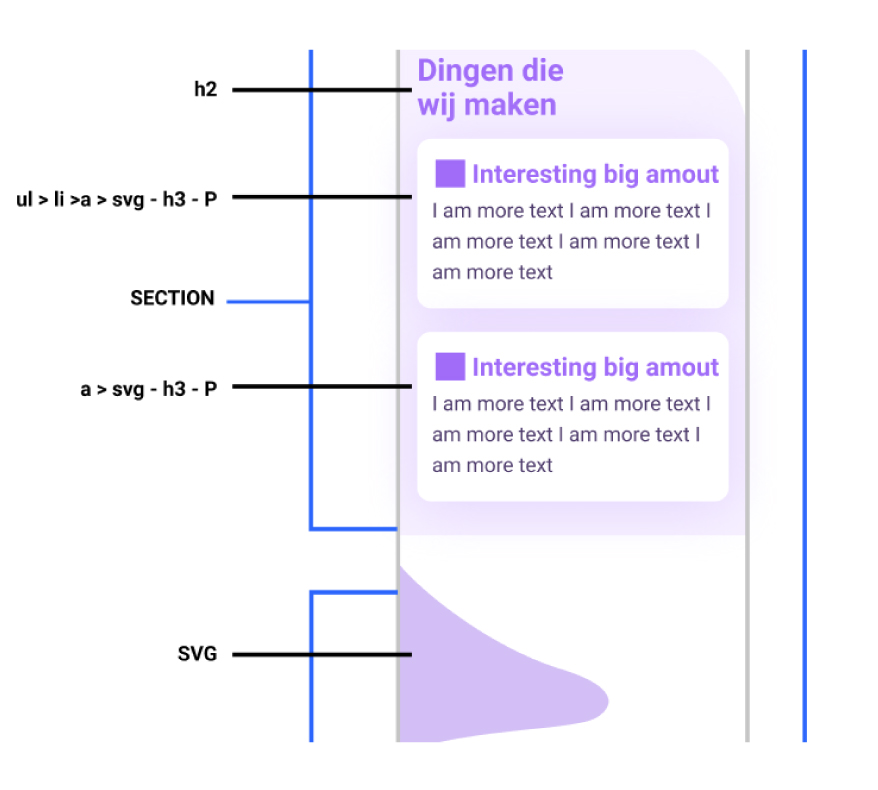 Dingen die
wij maken
h2
Interesting big amout
ul > li >a > svg - h3 - P
I am more text I am more text I
am more text I am more text I
am more text
SECTION
Interesting big amout
a > svg - h3 - P
I am more text I am more text I
am more text I am more text I
am more text
SVG